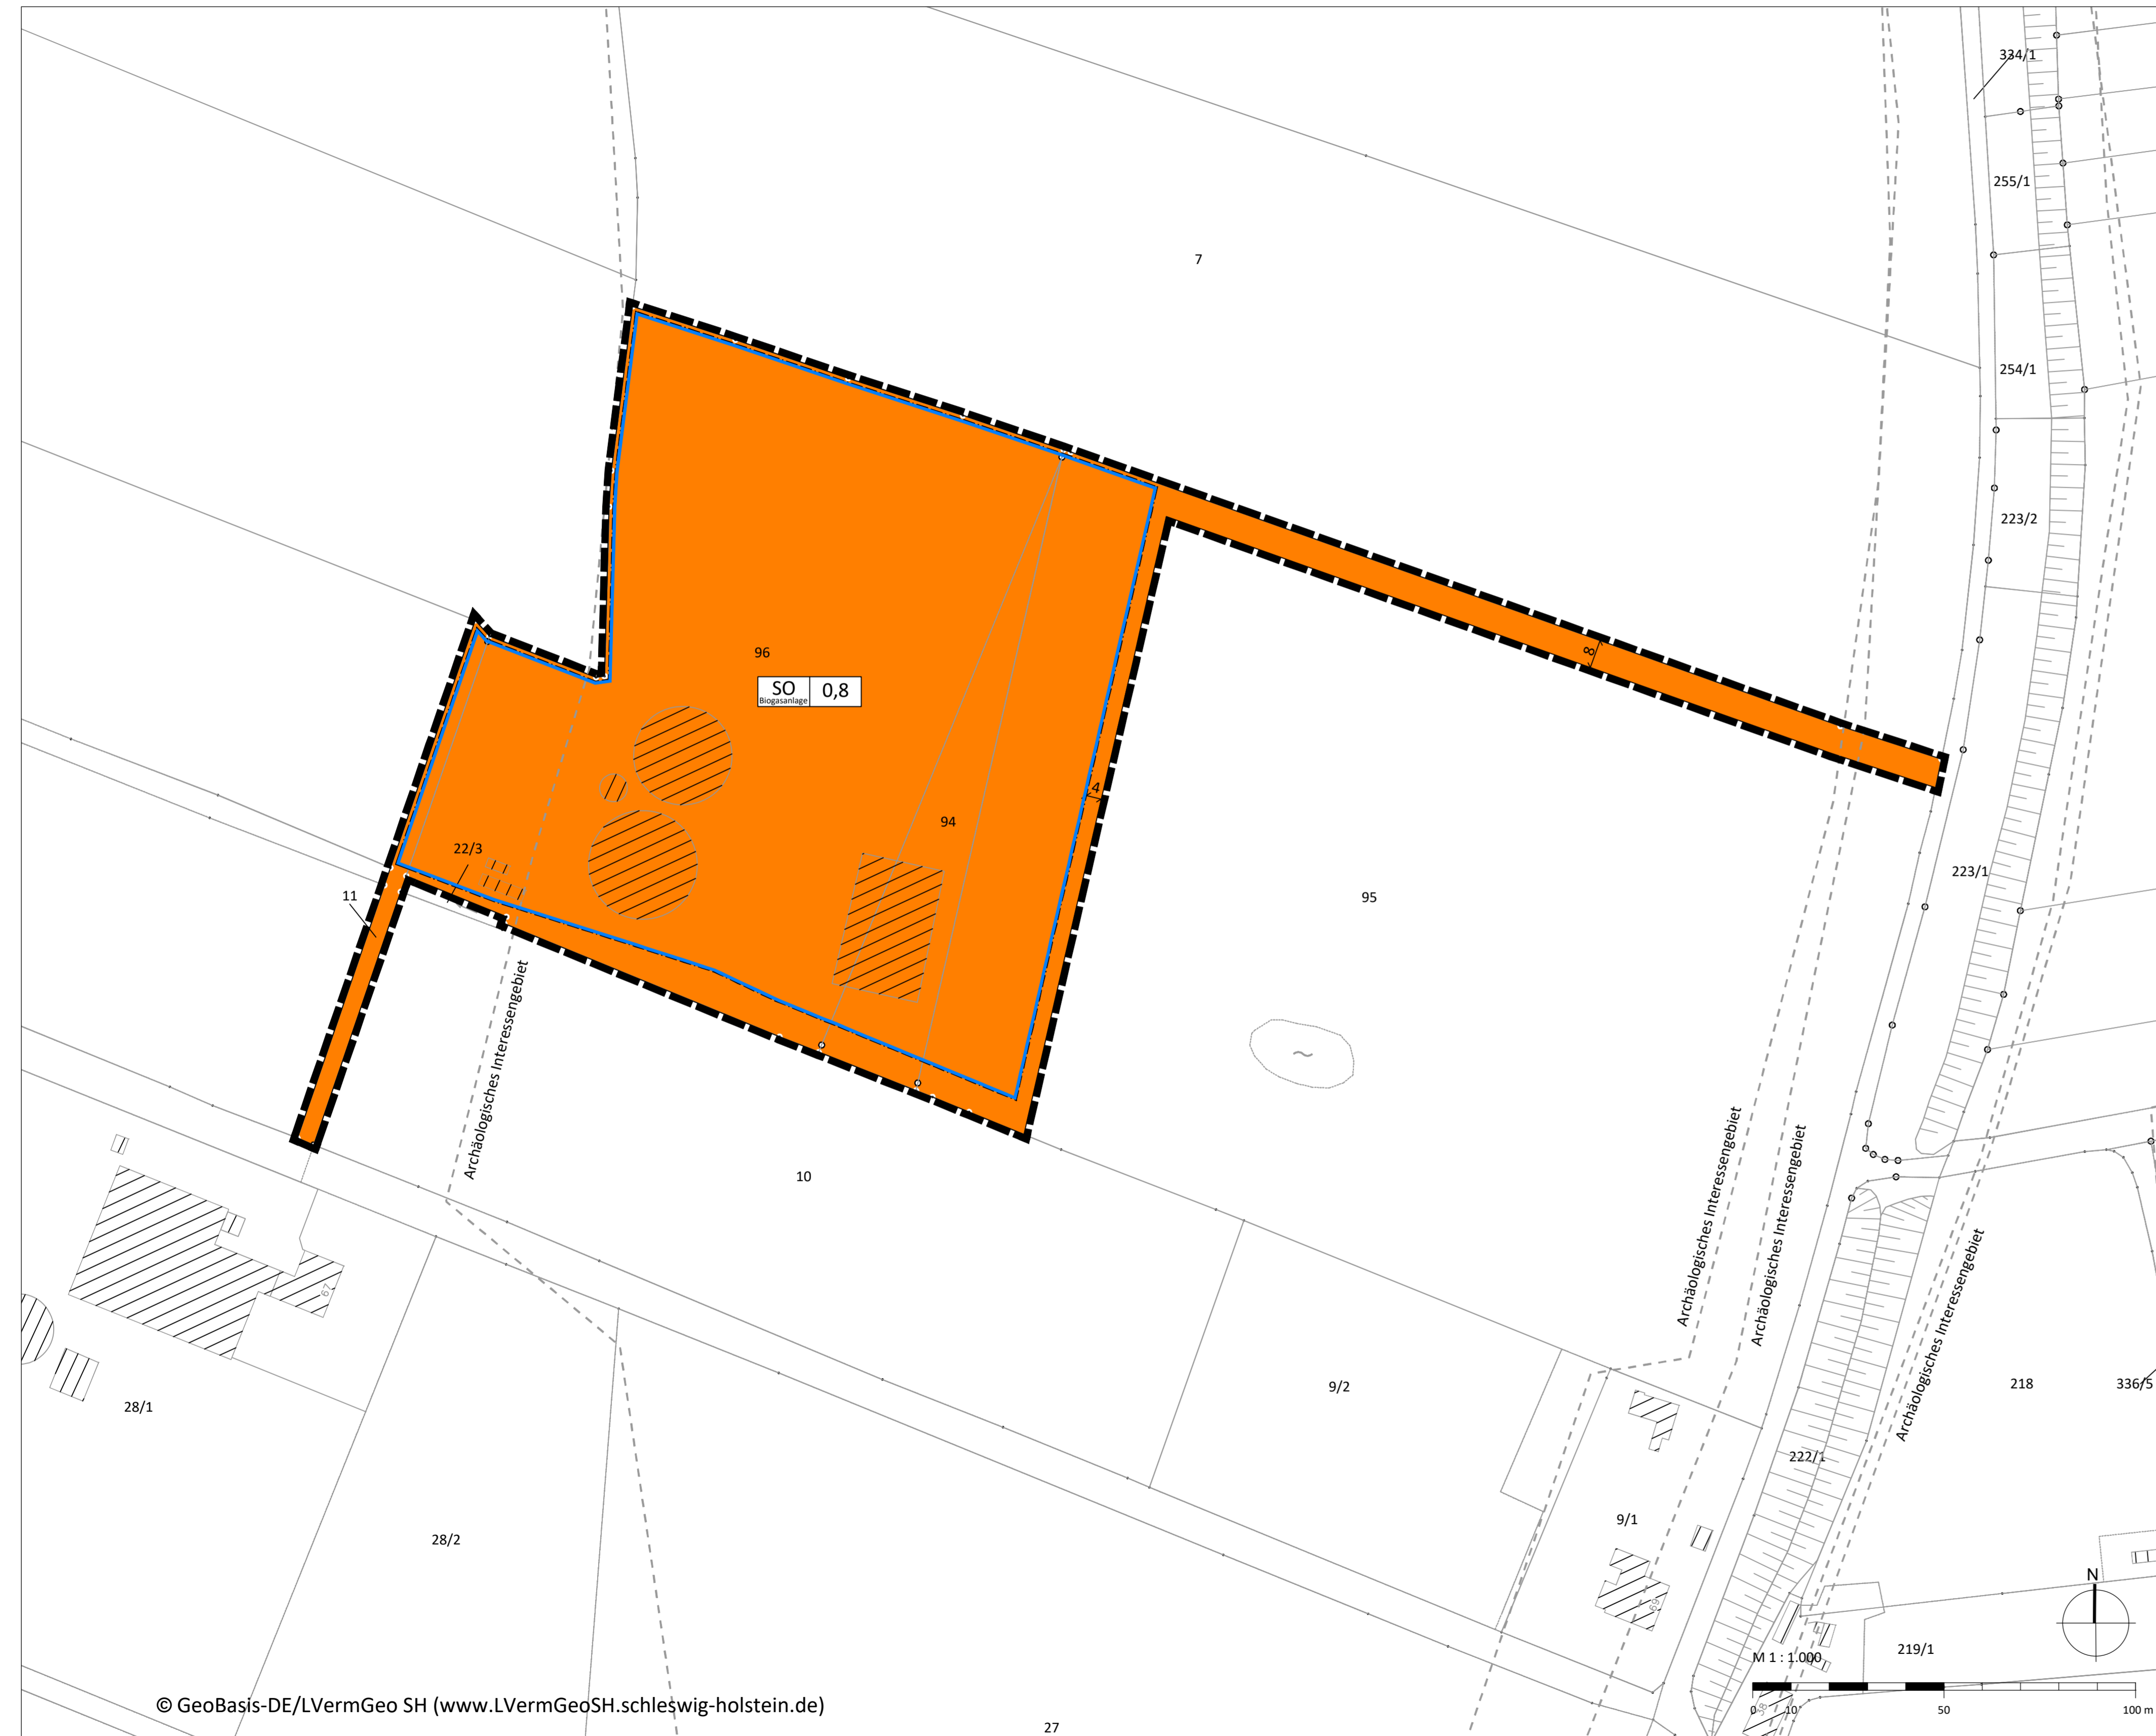 334/1
255/1
7
254/1
223/2
96
8
SO 0,8
Biogasanlage
4
94
22/3
223/1
11
95
Archäologisches Interessengebiet
Archäologisches Interessengebiet
Archäologisches Interessengebiet
10
Archäologisches Interessengebiet
67
9/2
218
336/5
28/1
222/1
9/1
28/2
N
69
219/1
M 1 : 1.000
© GeoBasis-DE/LVermGeo SH (www.LVermGeoSH.schleswig-holstein.de)
0 10 50 100 m
27